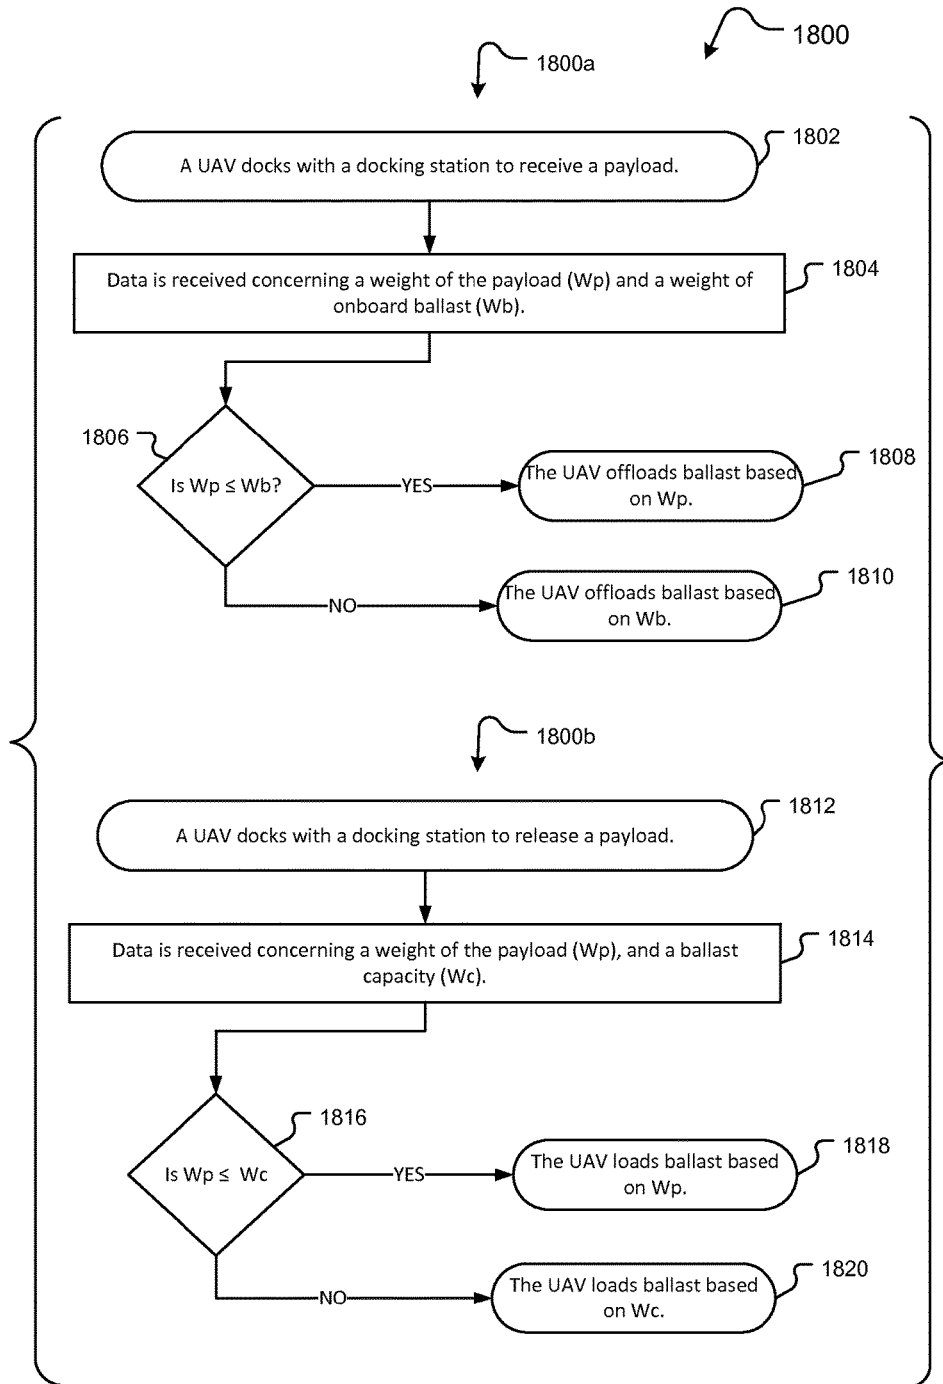 1800
1800a
1802
A UAV docks with a docking station to receive a payload.
1804
Data is received concerning a weight of the payload (Wp) and a weight of
onboard ballast (Wb).
1806
Is Wp ≤ Wb?
YES
1808
The UAV offloads ballast based
on Wp.
NO
1810
The UAV offloads ballast based
on Wb.
1800b
1812
A UAV docks with a docking station to release a payload.
1814
Data is received concerning a weight of the payload (Wp), and a ballast
capacity (Wc).
1816
Is Wp ≤ Wc
YES
1818
The UAV loads ballast based
on Wp.
NO
1820
The UAV loads ballast based
on Wc.